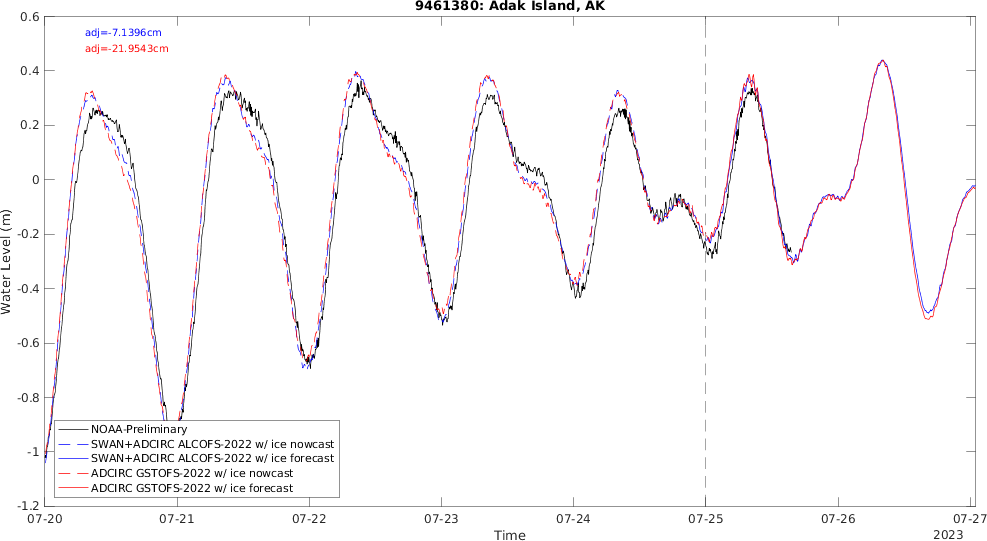 9461380: Adak Island, AK
0.6
adj=-7.1396cm
adj=-21.9543cm
0.4
0.2
0
-0.2
-0.4
-0.6
-0.8
-1
-1.2
Water Level (m)
NOAA-Preliminary
SWAN+ADCIRC ALCOFS-2022 w/ ice nowcast
SWAN+ADCIRC ALCOFS-2022 w/ ice forecast
ADCIRC GSTOFS-2022 w/ ice nowcast
ADCIRC GSTOFS-2022 w/ ice forecast
07-20 07-21 07-22 07-23 07-24 07-25 07-26 07-27
Time
2023